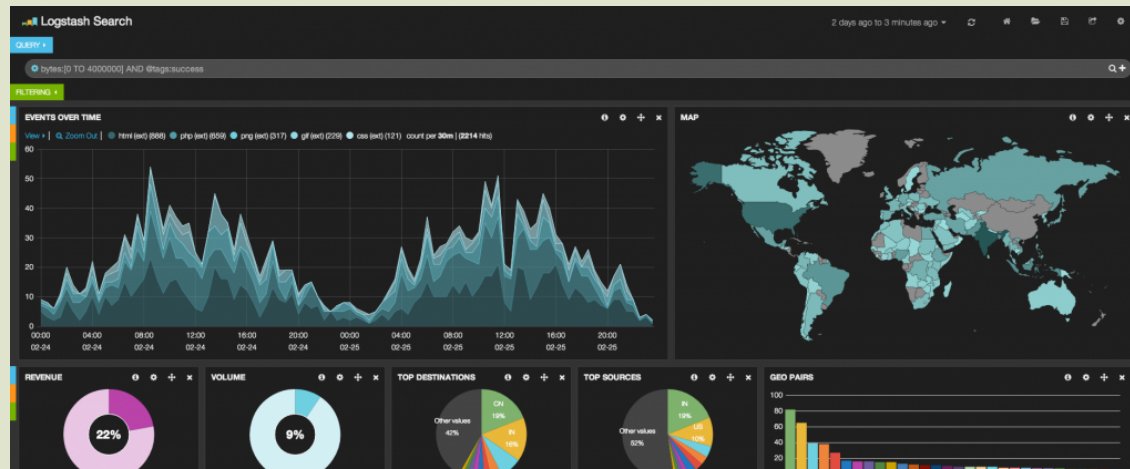 Logstash Search
2 days ago to 3 minutes ago
QUERY
bytes:[0 TO 4000000] AND @tags:success
FILTERING
EVENTS OVER TIME
View | Zoom Out | html (ext) (888) php (ext) (659) png (ext) (317) gif (ext) (229) css (ext) (121) count per 30m | (2214 hits)
60
50
40
30
20
10
0
00:00 04:00 08:00 12:00 16:00 20:00 00:00 04:00 08:00 12:00 16:00 20:00
02-24 02-24 02-24 02-24 02-24 02-24 02-25 02-25 02-25 02-25 02-25 02-25
MAP
REVENUE
22%
VOLUME
9%
TOP DESTINATIONS
CN
19%
IN
16%
Other values
42%
TOP SOURCES
IN
19%
US
10%
Other values
52%
GEO PAIRS
100
80
60
40
20